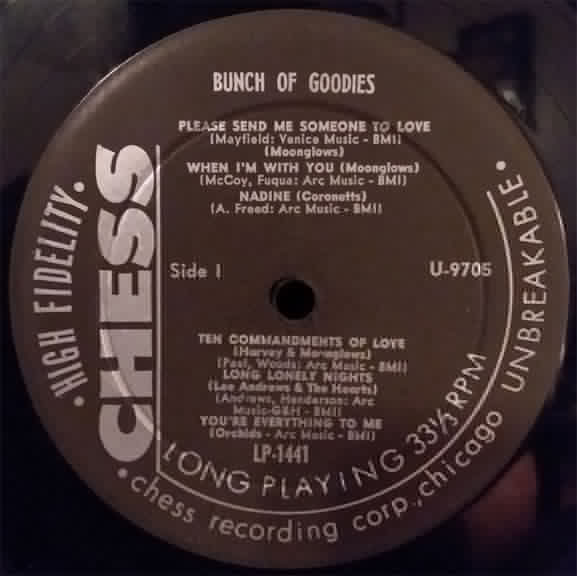 BUNCH OF GOODIES
PLEASE SEND ME SOMEONE TO LOVE
(Mayfield: Venice Music - BMI)
(Moonglows)
WHEN I'M WITH YOU (Moonglows)
(McCoy, Fuqua: Arc Music - BMI)
NADINE (Coronetts)
(A. Freed: Arc Music - BMI)
Side 1
U-9705
TEN COMMANDMENTS OF LOVE
(Harvey & Moonglows)
(Paul, Woods: Arc Music - BMI)
LONG LONELY NIGHTS
(Lee Andrews & The Hearts)
(Andrews, Henderson: Arc
Music-G&H - BMI)
YOU'RE EVERYTHING TO ME
(Orchids - Arc Music - BMI)
LP-1441
• HIGH FIDELITY •
CHESS
LONG PLAYING 33⅓ RPM
• chess recording corp., chicago
UNBREAKABLE •